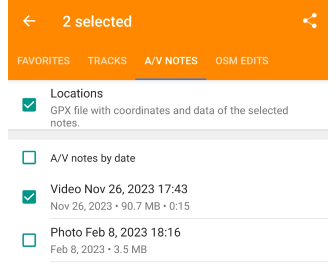 2 selected
FAVORITES TRACKS A/V NOTES OSM EDITS
Locations
GPX file with coordinates and data of the selected
notes.
A/V notes by date
Video Nov 26, 2023 17:43
Nov 26, 2023 • 90.7 MB • 0:15
Photo Feb 8, 2023 18:16
Feb 8, 2023 • 3.5 MB